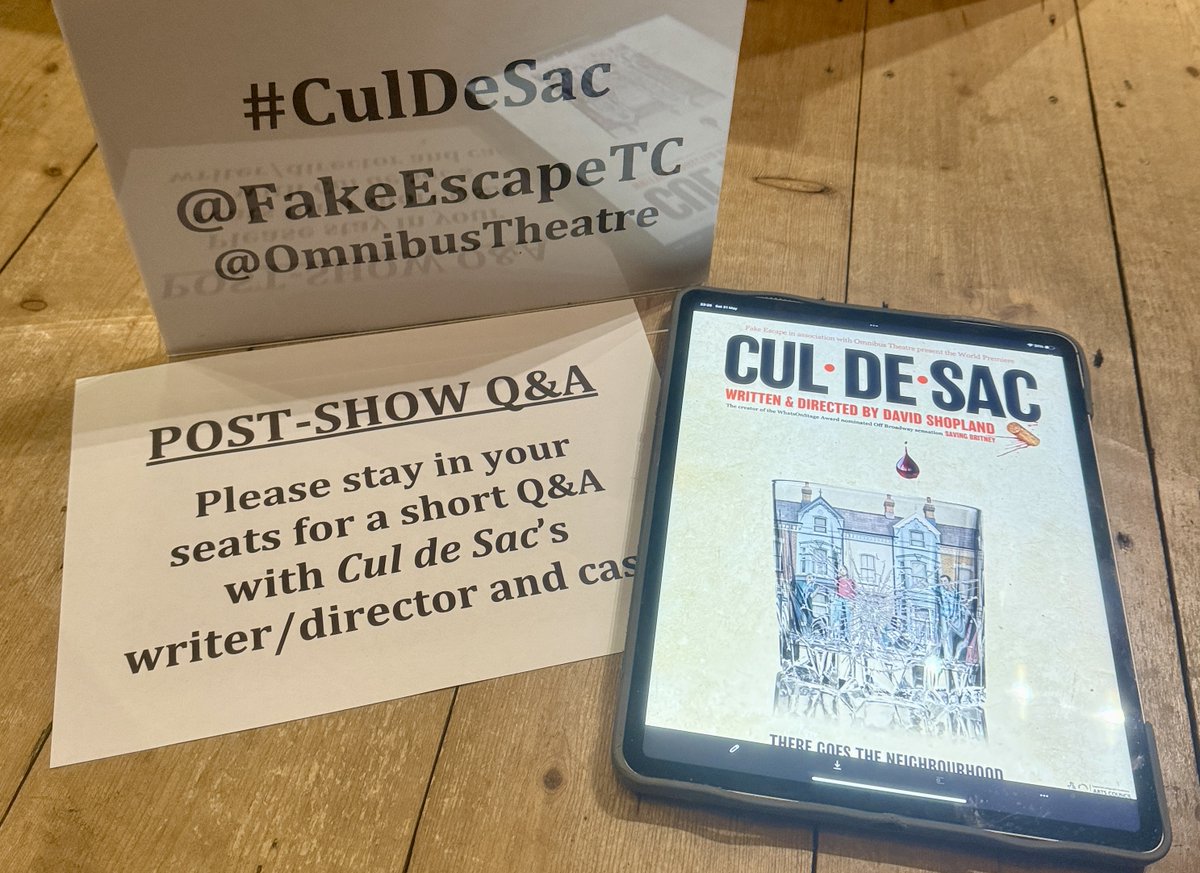 #CulDeSac
@FakeEscapeTC
@OmnibusTheatre
POST-SHOW Q&A
Please stay in your
seats for a short Q&A
with Cul de Sac's
writer/director and cas
Fake Escape in association with Omnibus Theatre present the World Premiere
CUL·DE·SAC
WRITTEN & DIRECTED BY DAVID SHOPLAND
The creator of the WhatsOnStage Award nominated Off Broadway sensation SAVING BRITNEY
THERE GOES THE NEIGHBOURHOOD
ARTS COUNCIL